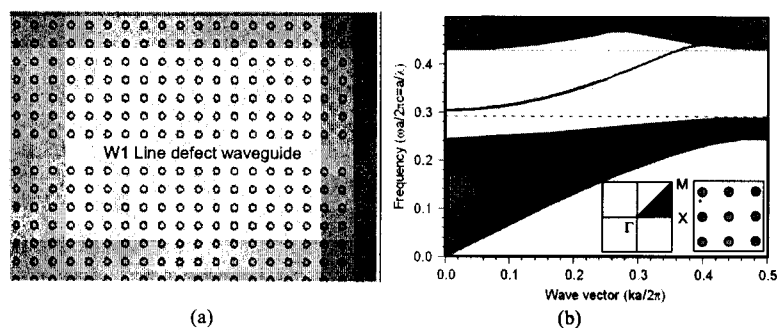 W1 Line defect waveguide
(a)
Frequency (ωa/2πc=a/λ)
0.4
0.3
0.2
0.1
0.0
M
X
Γ
0.0 0.1 0.2 0.3 0.4 0.5
Wave vector (ka/2π)
(b)